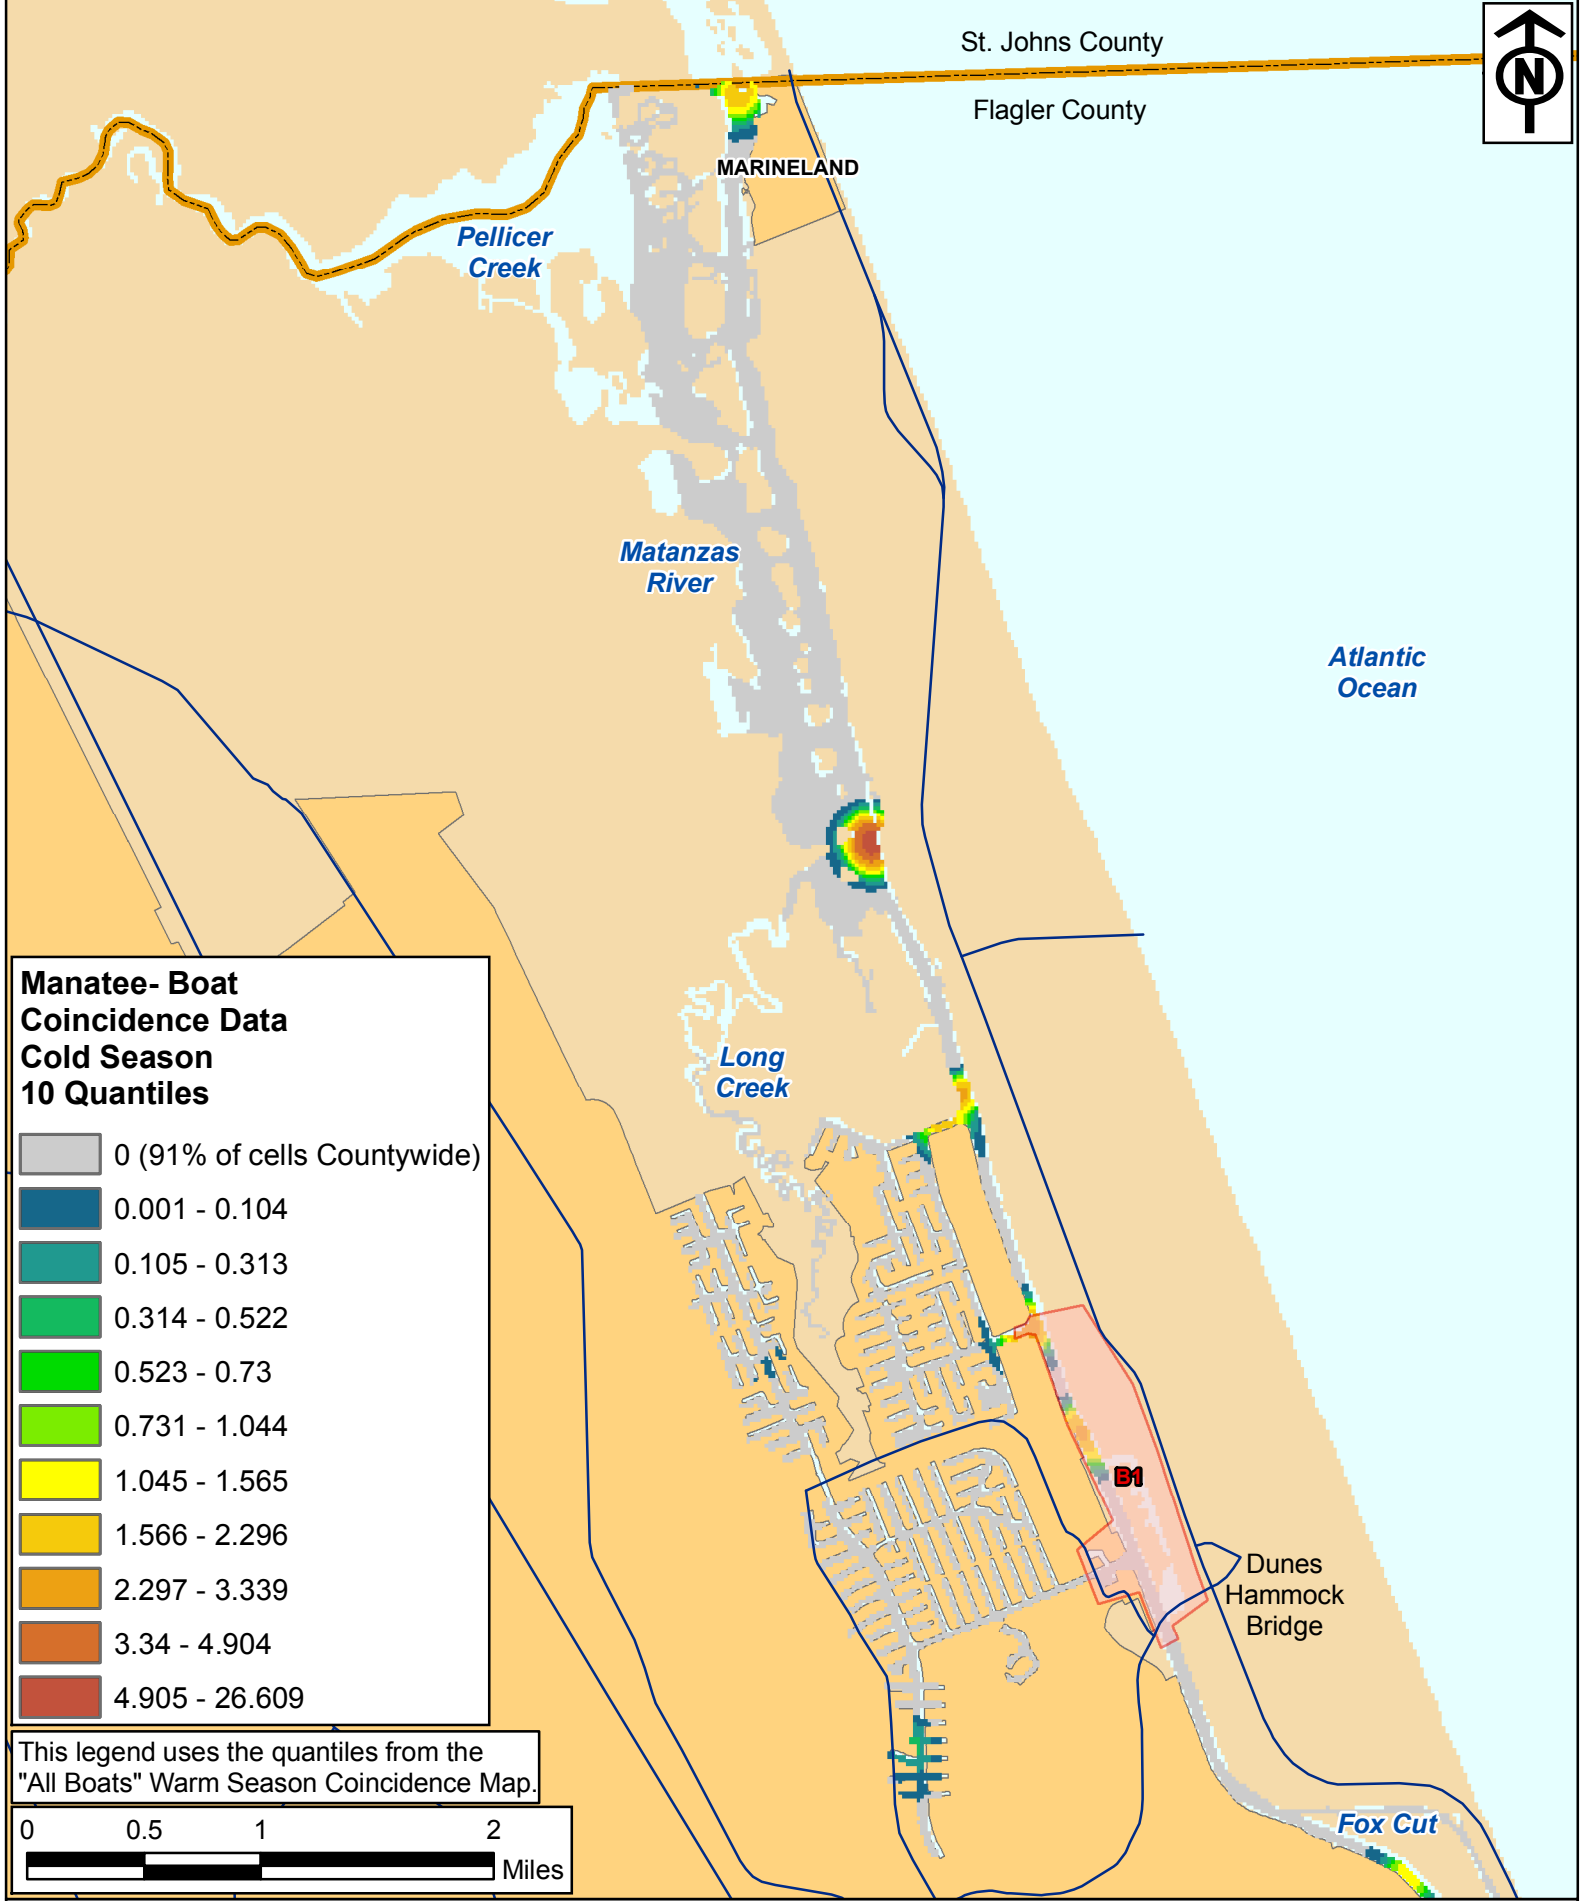 St. Johns County
N
Flagler County
MARINELAND
Pellicer
Creek
Matanzas
River
Atlantic
Ocean
Long
Creek
B1
Dunes
Hammock
Bridge
Fox Cut
Manatee- Boat
Coincidence Data
Cold Season
10 Quantiles
0 (91% of cells Countywide)
0.001 - 0.104
0.105 - 0.313
0.314 - 0.522
0.523 - 0.73
0.731 - 1.044
1.045 - 1.565
1.566 - 2.296
2.297 - 3.339
3.34 - 4.904
4.905 - 26.609
This legend uses the quantiles from the
"All Boats" Warm Season Coincidence Map.
0 0.5 1 2
Miles